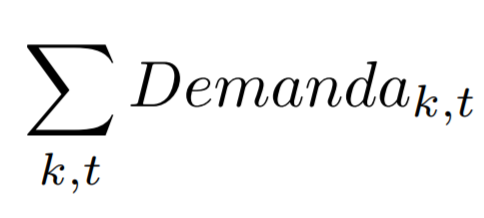 ∑ Demanda_{k,t}
k,t